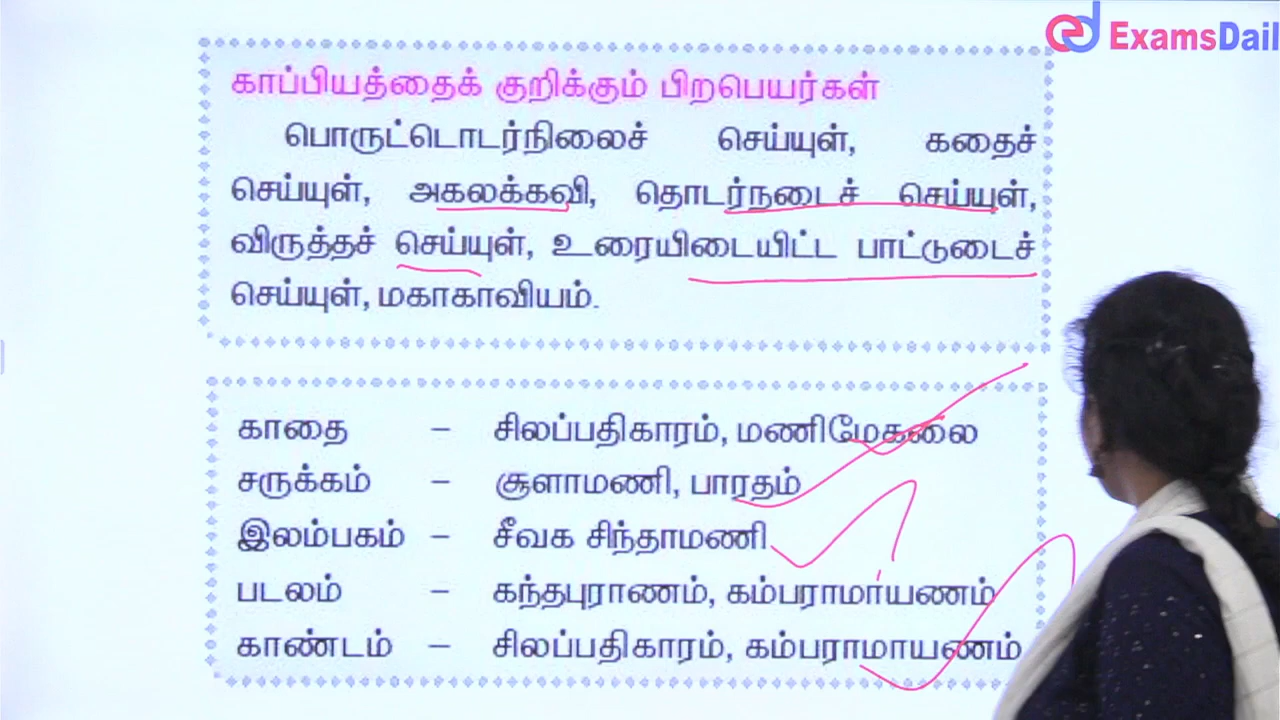 ed ExamsDail
காப்பியத்தைக் குறிக்கும் பிறபெயர்கள்
பொருட்டொடர்நிலைச் செய்யுள், கதைச்
செய்யுள், அகலக்கவி, தொடர்நடைச் செய்யுள்,
விருத்தச் செய்யுள், உரையிடையிட்ட பாட்டுடைச்
செய்யுள், மகாகாவியம்.
காதை – சிலப்பதிகாரம், மணிமேகலை
சருக்கம் – சூளாமணி, பாரதம்
இலம்பகம் – சீவக சிந்தாமணி
படலம் – கந்தபுராணம், கம்பராமாயணம்
காண்டம் – சிலப்பதிகாரம், கம்பராமாயணம்